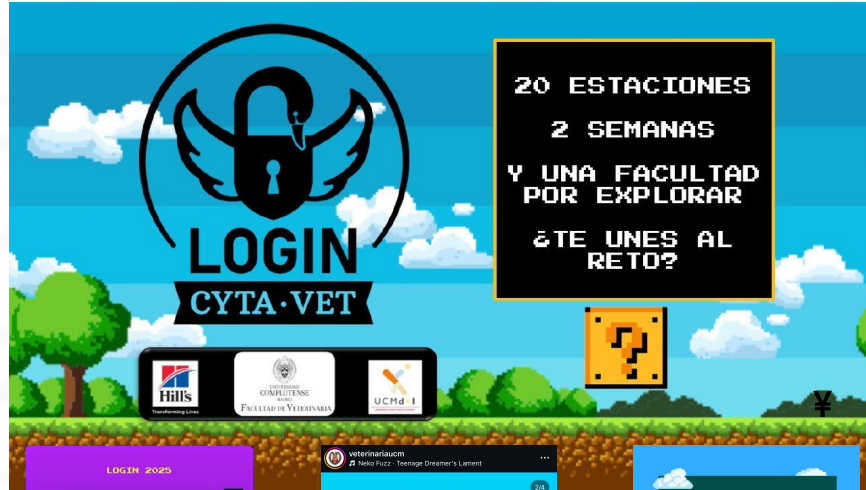 LOGIN
CYTA·VET
20 ESTACIONES
2 SEMANAS
Y UNA FACULTAD
POR EXPLORAR
¿TE UNES AL
RETO?
?
Hill's
Transforming Lives
UNIVERSIDAD
COMPLUTENSE
MADRID
FACULTAD DE VETERINARIA
UCMd+I
¥
LOGIN 2025
veterinariaucm
Neko Fuzz · Teenage Dreamer's Lament
2/4